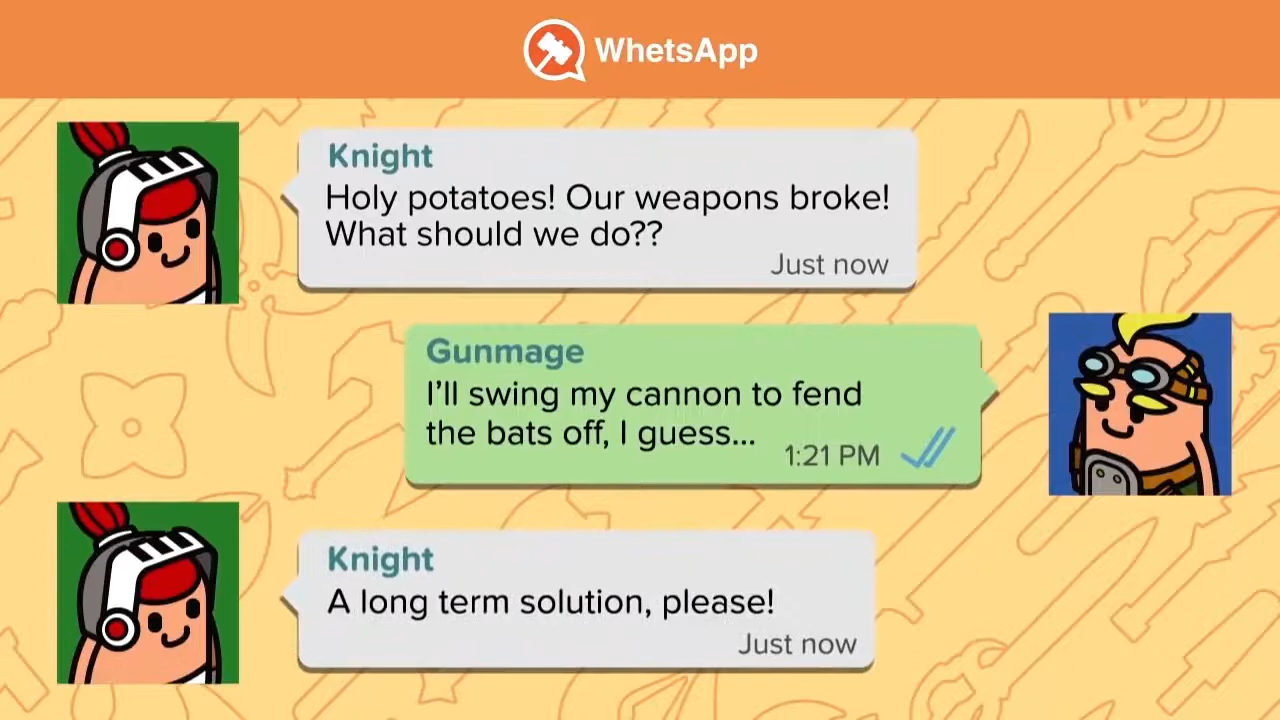 WhetsApp
Knight
Holy potatoes! Our weapons broke!
What should we do??
Just now
Gunmage
I'll swing my cannon to fend
the bats off, I guess...
1:21 PM
Knight
A long term solution, please!
Just now